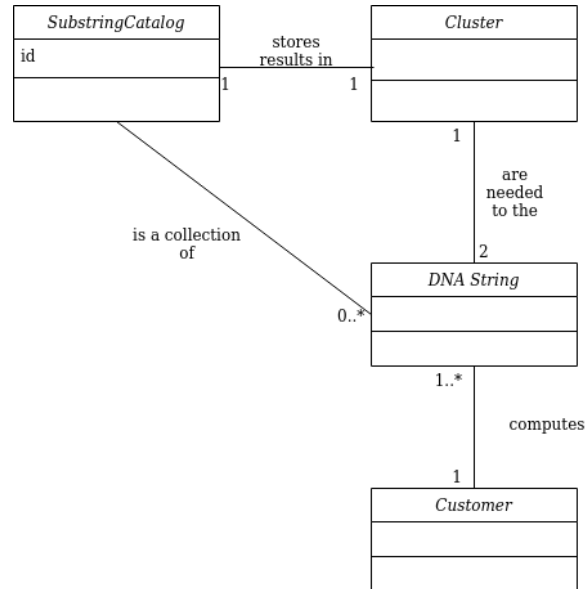 SubstringCatalog
id
stores
results in
1
1
Cluster
1
are
needed
to the
2
is a collection
of
0..*
DNA String
1..*
computes
1
Customer